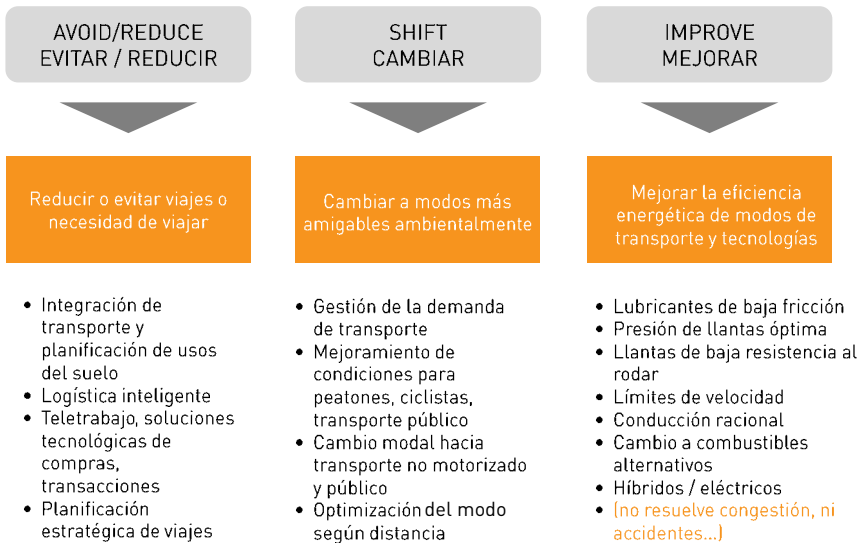 AVOID/REDUCE
EVITAR / REDUCIR
Reducir o evitar viajes o
necesidad de viajar
• Integración de
transporte y
planificación de usos
del suelo
• Logística inteligente
• Teletrabajo, soluciones
tecnológicas de
compras,
transacciones
• Planificación
estratégica de viajes
SHIFT
CAMBIAR
Cambiar a modos más
amigables ambientalmente
• Gestión de la demanda
de transporte
• Mejoramiento de
condiciones para
peatones, ciclistas,
transporte público
• Cambio modal hacia
transporte no motorizado
y público
• Optimización del modo
según distancia
IMPROVE
MEJORAR
Mejorar la eficiencia
energética de modos de
transporte y tecnologías
• Lubricantes de baja fricción
• Presión de llantas óptima
• Llantas de baja resistencia al
rodar
• Límites de velocidad
• Conducción racional
• Cambio a combustibles
alternativos
• Híbridos / eléctricos
• (no resuelve congestión, ni
accidentes...)